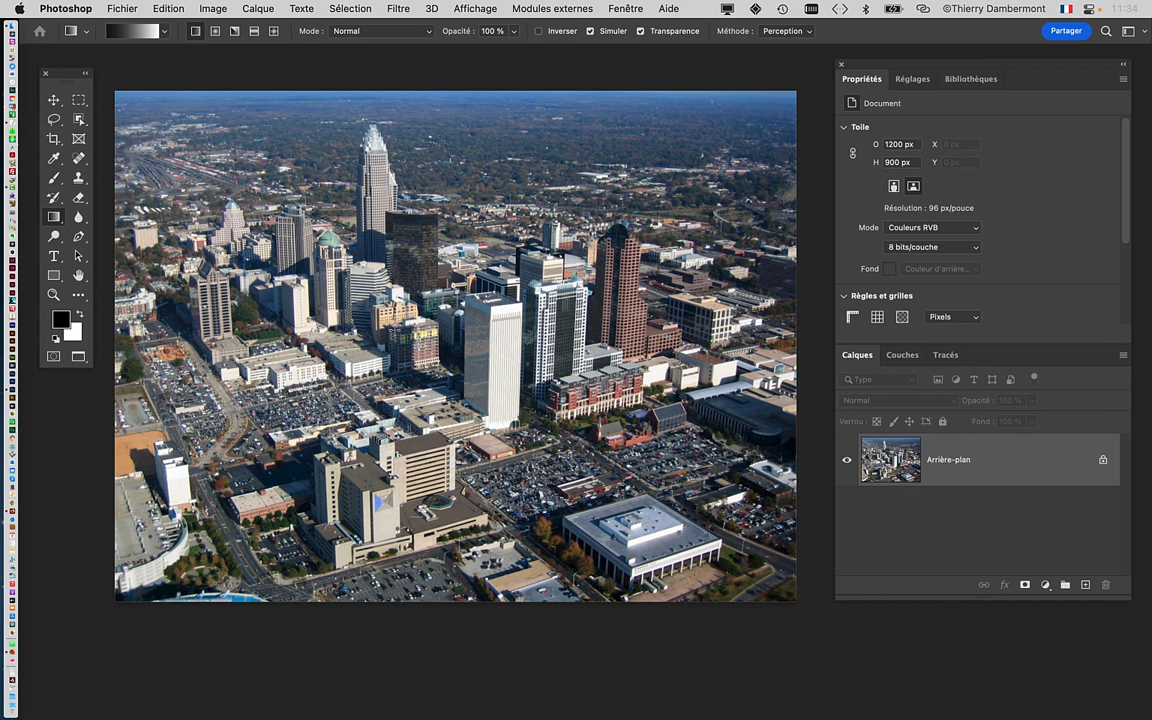 Photoshop Fichier Edition Image Calque Texte Sélection Filtre 3D Affichage Modules externes Fenêtre Aide ©Thierry Dambermont 11:34
Mode : Normal Opacité : 100 % Inverser Simuler Transparence Méthode : Perception Partager
Propriétés Réglages Bibliothèques
Document
Toile
O 1200 px X 0 px
H 900 px Y 0 px
Résolution : 96 px/pouce
Mode Couleurs RVB
8 bits/couche
Fond Couleur d'arrière...
Règles et grilles
Pixels
Calques Couches Tracés
Type
Normal Opacité : 100 %
Verrou : Fond : 100 %
Arrière-plan